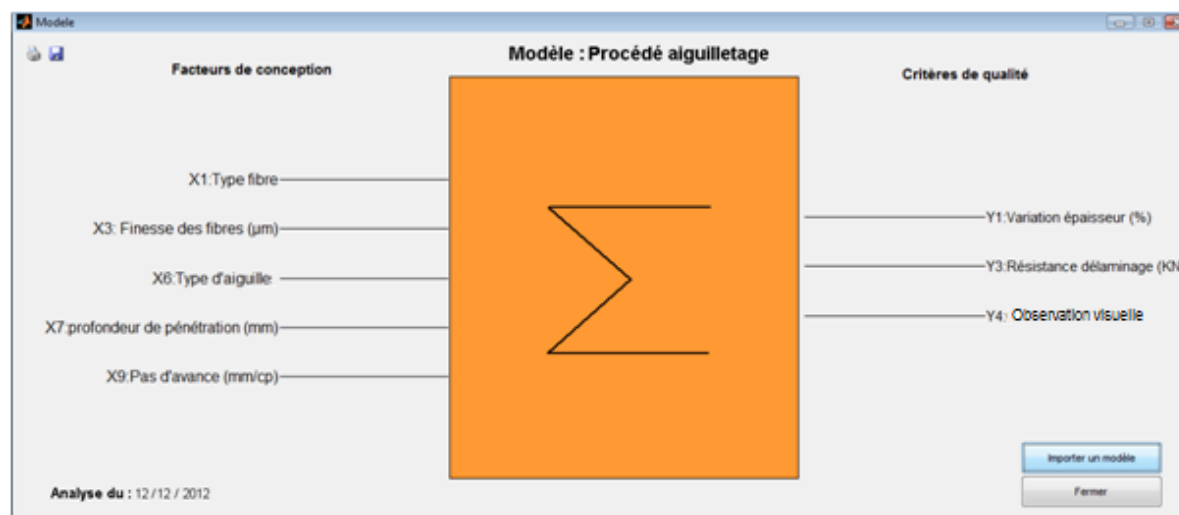 Modele
Modèle : Procédé aiguilletage
Facteurs de conception
Critères de qualité
X1:Type fibre
X3: Finesse des fibres (µm)
X6:Type d'aiguille
X7:profondeur de pénétration (mm)
X9:Pas d'avance (mm/cp)
Y1:Variation épaisseur (%)
Y3:Résistance délaminage (KN
Y4: Observation visuelle
Importer un modèle
Fermer
Analyse du : 12 /12 / 2012